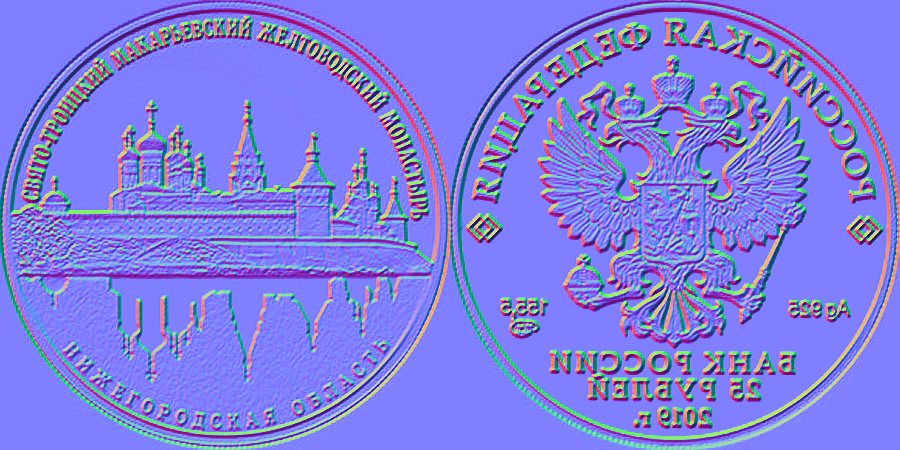 СВЯТО-ТРОИЦКИЙ МАКАРЬЕВСКИЙ ЖЕЛТОВОДСКИЙ МОНАСТЫРЬ
НИЖЕГОРОДСКАЯ ОБЛАСТЬ
РОССИЙСКАЯ ФЕДЕРАЦИЯ
Ag 925
155,5
БАНК РОССИИ
25 РУБЛЕЙ
2019 г.